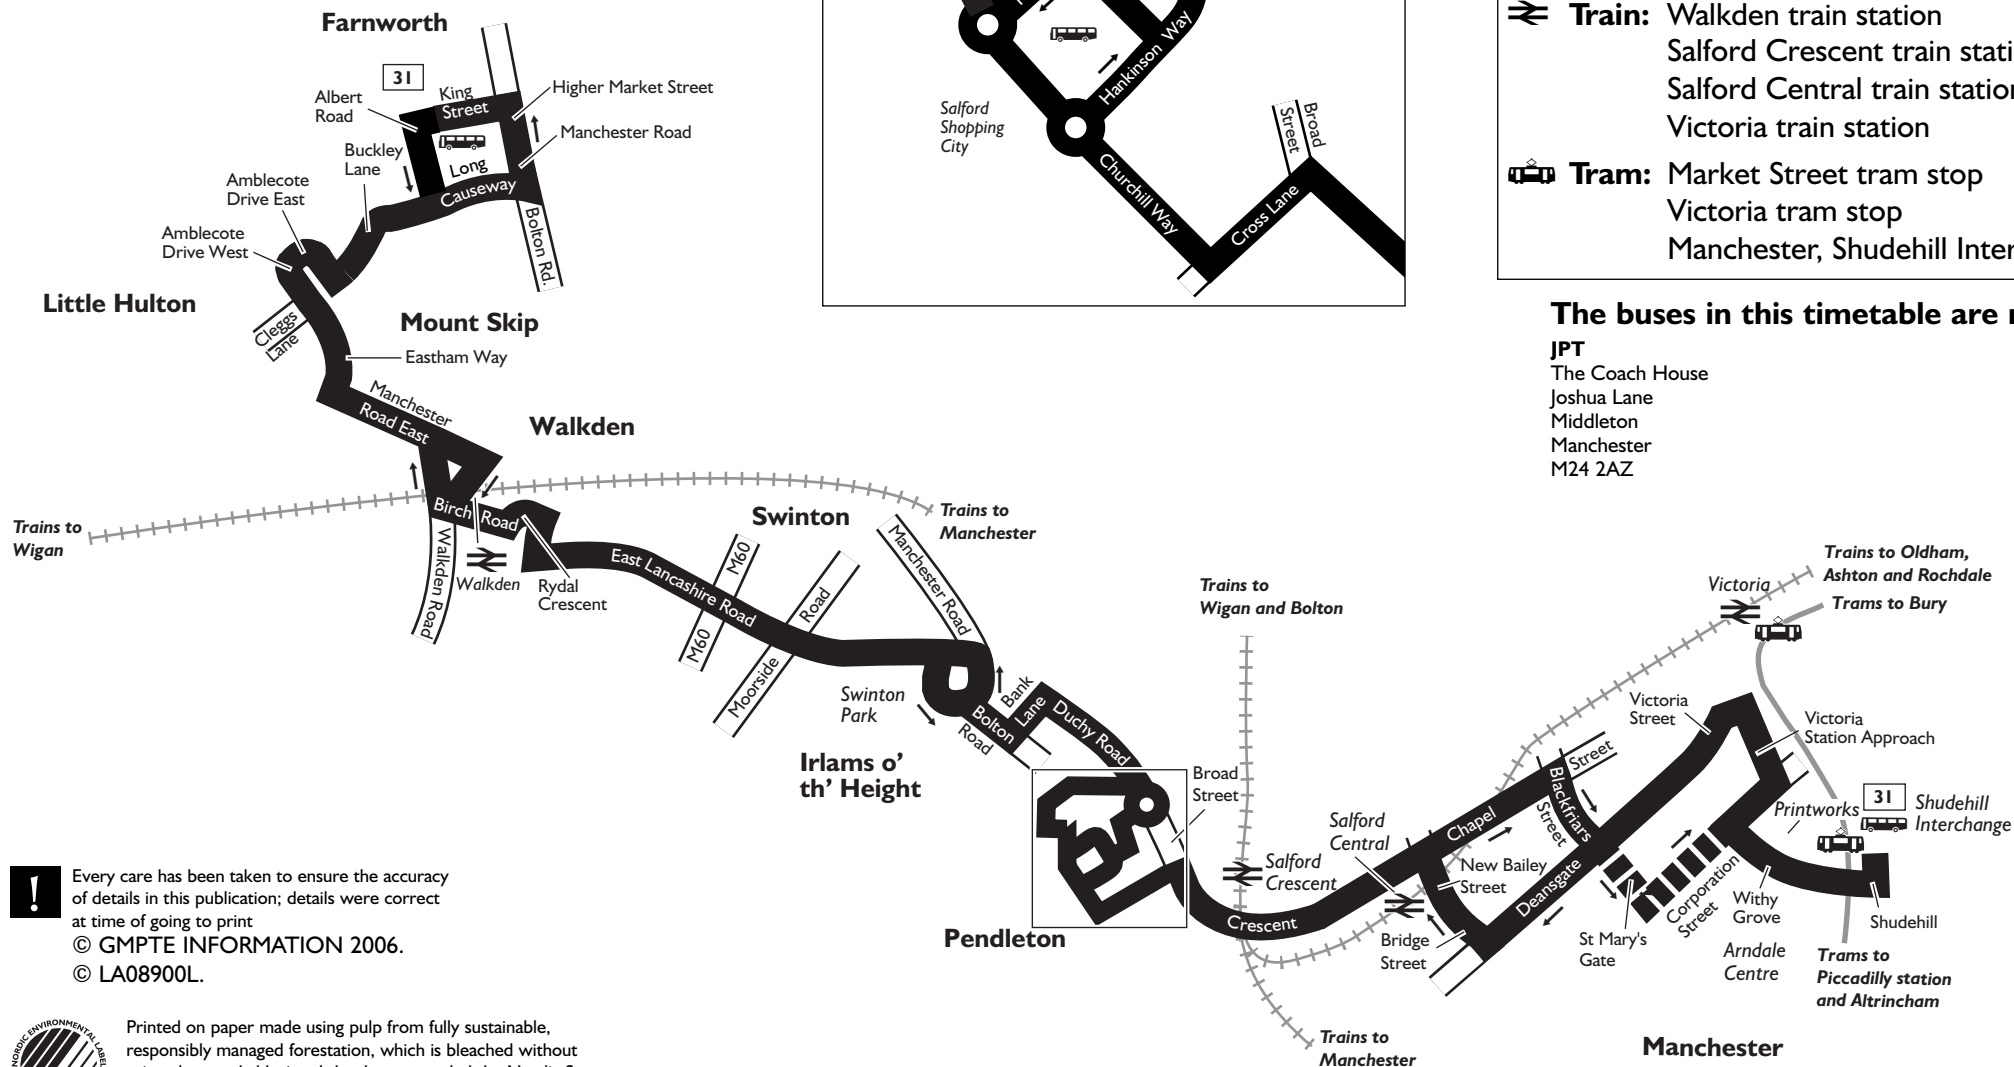 Farnworth
31
King
Street
Albert
Road
Higher Market Street
Manchester Road
Buckley
Lane
Long
Causeway
Amblecote
Drive East
Amblecote
Drive West
Bolton Rd.
Little Hulton
Cleggs
Lane
Mount Skip
Eastham Way
Manchester
Road East
Walkden
Birch Road
Trains to
Wigan
Walkden Road
Walkden
Rydal
Crescent
Trains to
Manchester
Swinton
East Lancashire Road
M60
M60
Moorside
Road
Manchester Road
Swinton
Park
Bolton
Road
Bank
Lane
Duchy Road
Irlams o'
th' Height
Hankinson Way
Salford
Shopping
City
Churchill Way
Cross Lane
Broad
Street
Train: Walkden train station
Salford Crescent train stati
Salford Central train station
Victoria train station
Tram: Market Street tram stop
Victoria tram stop
Manchester, Shudehill Inter
The buses in this timetable are
JPT
The Coach House
Joshua Lane
Middleton
Manchester
M24 2AZ
Trains to
Wigan and Bolton
Broad
Street
Salford
Crescent
Crescent
Pendleton
Salford
Central
Chapel
Street
Blackfriars
Street
New Bailey
Street
Bridge
Street
Deansgate
Trains to
Manchester
Victoria
Trains to Oldham,
Ashton and Rochdale
Trams to Bury
Victoria
Street
Victoria
Station Approach
Printworks
31
Shudehill
Interchange
St Mary's
Gate
Corporation
Street
Withy
Grove
Shudehill
Arndale
Centre
Trams to
Piccadilly station
and Altrincham
Manchester
!
Every care has been taken to ensure the accuracy
of details in this publication; details were correct
at time of going to print
© GMPTE INFORMATION 2006.
© LA08900L.
NORDIC ENVIRONMENTAL LABEL
Printed on paper made using pulp from fully sustainable,
responsibly managed forestation, which is bleached without